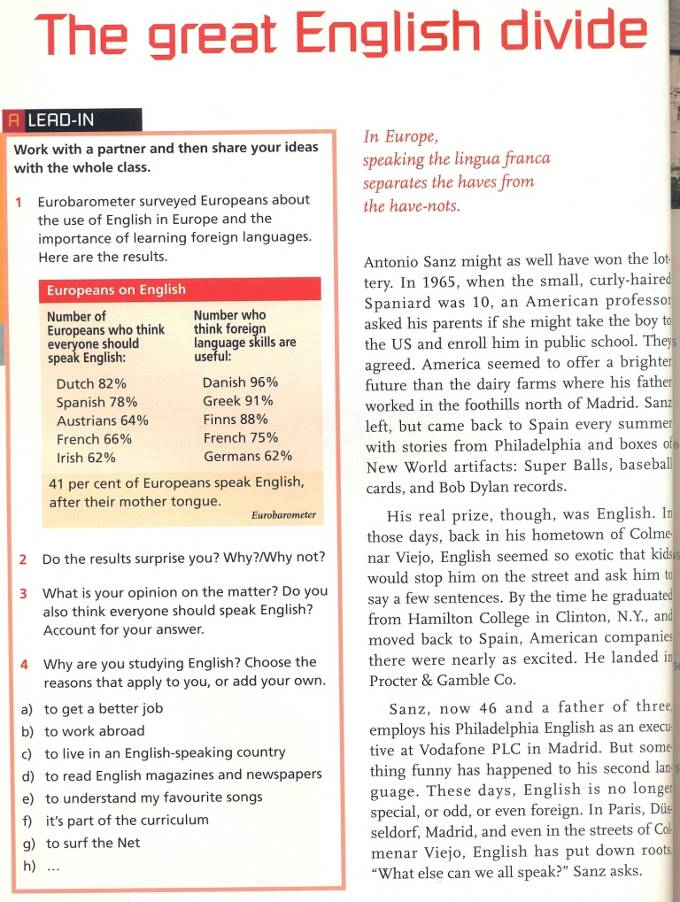 The great English divide
A LEAD-IN
Work with a partner and then share your ideas
with the whole class.
1 Eurobarometer surveyed Europeans about
the use of English in Europe and the
importance of learning foreign languages.
Here are the results.
Europeans on English
Number of
Europeans who think
everyone should
speak English:
Dutch 82%
Spanish 78%
Austrians 64%
French 66%
Irish 62%
Number who
think foreign
language skills are
useful:
Danish 96%
Greek 91%
Finns 88%
French 75%
Germans 62%
41 per cent of Europeans speak English,
after their mother tongue.
Eurobarometer
2 Do the results surprise you? Why?/Why not?
3 What is your opinion on the matter? Do you
also think everyone should speak English?
Account for your answer.
4 Why are you studying English? Choose the
reasons that apply to you, or add your own.
a) to get a better job
b) to work abroad
c) to live in an English-speaking country
d) to read English magazines and newspapers
e) to understand my favourite songs
f) it's part of the curriculum
g) to surf the Net
h) ...
In Europe,
speaking the lingua franca
separates the haves from
the have-nots.
Antonio Sanz might as well have won the lot-
tery. In 1965, when the small, curly-haired
Spaniard was 10, an American professor
asked his parents if she might take the boy to
the US and enroll him in public school. They
agreed. America seemed to offer a brighter
future than the dairy farms where his father
worked in the foothills north of Madrid. Sanz
left, but came back to Spain every summer
with stories from Philadelphia and boxes of
New World artifacts: Super Balls, baseball
cards, and Bob Dylan records.
His real prize, though, was English. In
those days, back in his hometown of Colme-
nar Viejo, English seemed so exotic that kids
would stop him on the street and ask him to
say a few sentences. By the time he graduated
from Hamilton College in Clinton, N.Y., and
moved back to Spain, American companies
there were nearly as excited. He landed in
Procter & Gamble Co.
Sanz, now 46 and a father of three,
employs his Philadelphia English as an execu-
tive at Vodafone PLC in Madrid. But some-
thing funny has happened to his second lan-
guage. These days, English is no longer
special, or odd, or even foreign. In Paris, Düs-
seldorf, Madrid, and even in the streets of Col-
menar Viejo, English has put down roots.
“What else can we all speak?” Sanz asks.